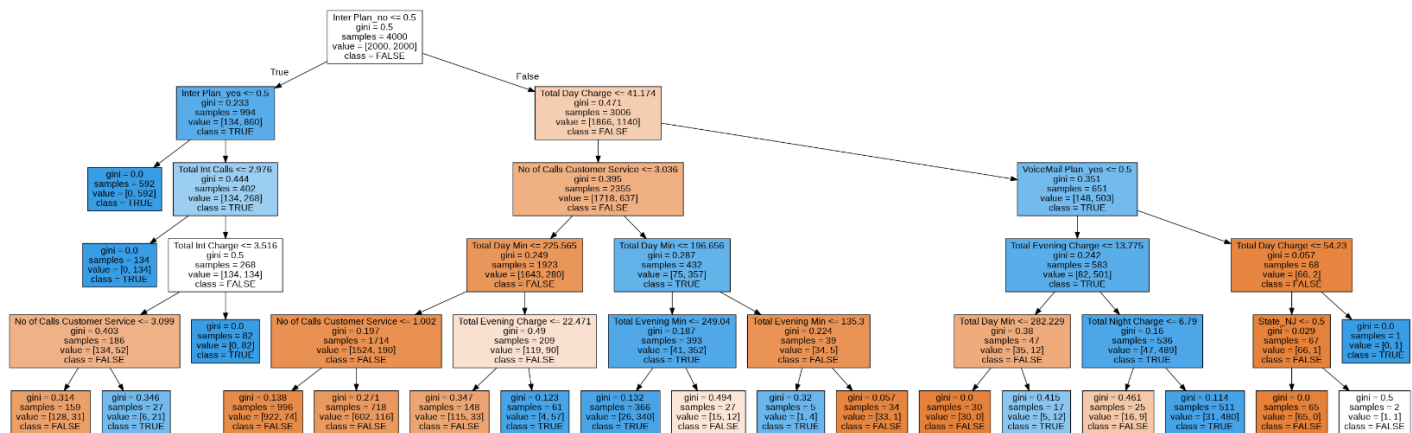 Inter Plan_no <= 0.5
gini = 0.5
samples = 4000
value = [2000, 2000]
class = FALSE
True
False
Inter Plan_yes <= 0.5
gini = 0.233
samples = 994
value = [134, 860]
class = TRUE
Total Day Charge <= 41.174
gini = 0.471
samples = 3006
value = [1866, 1140]
class = FALSE
gini = 0.0
samples = 592
value = [0, 592]
class = TRUE
Total Int Calls <= 2.976
gini = 0.444
samples = 402
value = [134, 268]
class = TRUE
No of Calls Customer Service <= 3.036
gini = 0.395
samples = 2355
value = [1718, 637]
class = FALSE
VoiceMail Plan_yes <= 0.5
gini = 0.351
samples = 651
value = [148, 503]
class = TRUE
gini = 0.0
samples = 134
value = [0, 134]
class = TRUE
Total Int Charge <= 3.516
gini = 0.5
samples = 268
value = [134, 134]
class = FALSE
Total Day Min <= 225.565
gini = 0.249
samples = 1923
value = [1643, 280]
class = FALSE
Total Day Min <= 196.656
gini = 0.287
samples = 432
value = [75, 357]
class = TRUE
Total Evening Charge <= 13.775
gini = 0.242
samples = 583
value = [82, 501]
class = TRUE
Total Day Charge <= 54.23
gini = 0.057
samples = 68
value = [66, 2]
class = FALSE
No of Calls Customer Service <= 3.099
gini = 0.403
samples = 186
value = [134, 52]
class = FALSE
gini = 0.0
samples = 82
value = [0, 82]
class = TRUE
No of Calls Customer Service <= 1.002
gini = 0.197
samples = 1714
value = [1524, 190]
class = FALSE
Total Evening Charge <= 22.471
gini = 0.49
samples = 209
value = [119, 90]
class = FALSE
Total Evening Min <= 249.04
gini = 0.187
samples = 393
value = [41, 352]
class = TRUE
Total Evening Min <= 135.3
gini = 0.224
samples = 39
value = [34, 5]
class = FALSE
Total Day Min <= 282.229
gini = 0.38
samples = 47
value = [35, 12]
class = FALSE
Total Night Charge <= 6.79
gini = 0.16
samples = 536
value = [47, 489]
class = TRUE
State_NJ <= 0.5
gini = 0.029
samples = 67
value = [66, 1]
class = FALSE
gini = 0.0
samples = 1
value = [0, 1]
class = TRUE
gini = 0.314
samples = 159
value = [128, 31]
class = FALSE
gini = 0.346
samples = 27
value = [6, 21]
class = TRUE
gini = 0.138
samples = 996
value = [922, 74]
class = FALSE
gini = 0.271
samples = 718
value = [602, 116]
class = FALSE
gini = 0.347
samples = 148
value = [115, 33]
class = FALSE
gini = 0.123
samples = 61
value = [4, 57]
class = TRUE
gini = 0.132
samples = 366
value = [26, 340]
class = TRUE
gini = 0.494
samples = 27
value = [15, 12]
class = FALSE
gini = 0.32
samples = 5
value = [1, 4]
class = TRUE
gini = 0.057
samples = 34
value = [33, 1]
class = FALSE
gini = 0.0
samples = 30
value = [30, 0]
class = FALSE
gini = 0.415
samples = 17
value = [5, 12]
class = TRUE
gini = 0.461
samples = 25
value = [16, 9]
class = FALSE
gini = 0.114
samples = 511
value = [31, 480]
class = TRUE
gini = 0.0
samples = 65
value = [65, 0]
class = FALSE
gini = 0.5
samples = 2
value = [1, 1]
class = FALSE